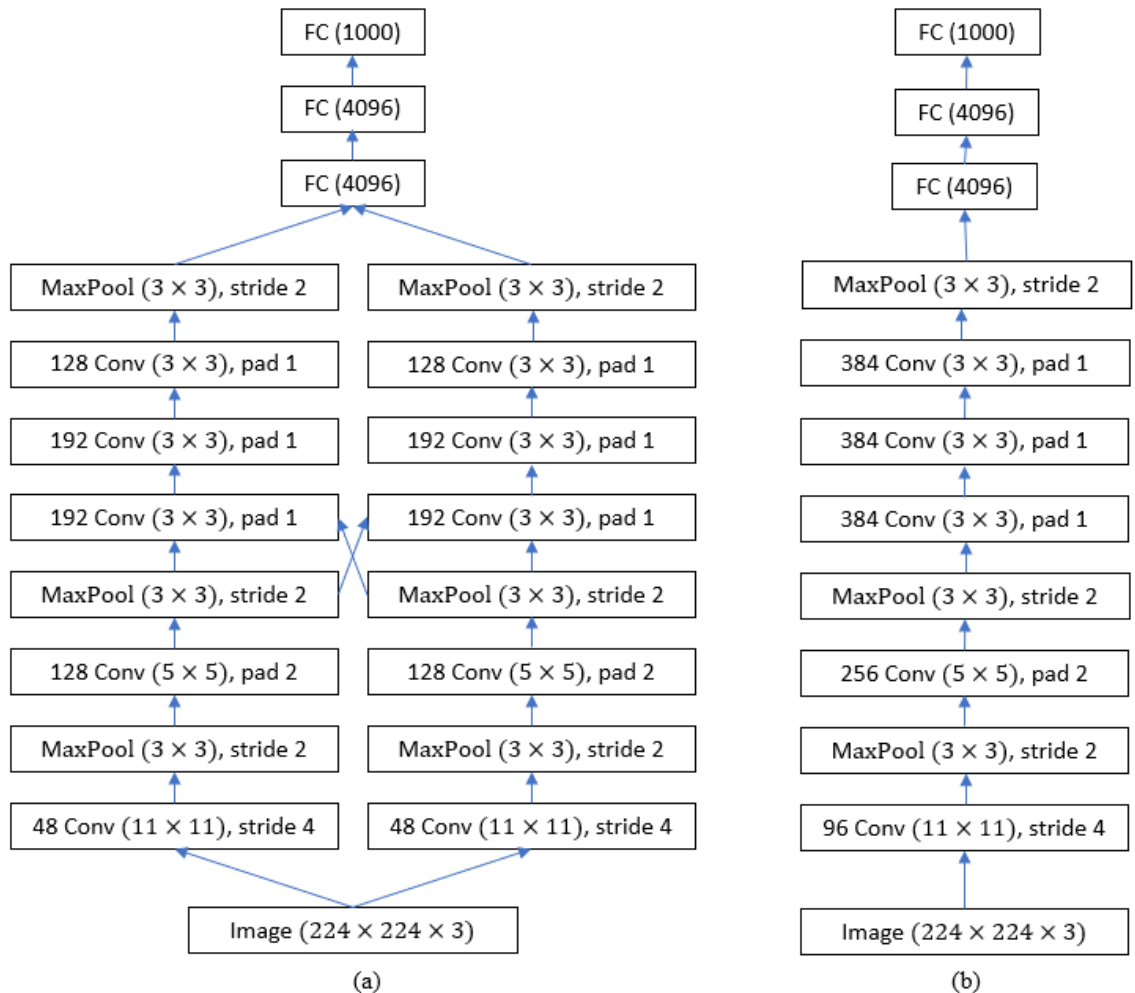 FC (1000)
FC (4096)
FC (4096)
MaxPool (3 × 3), stride 2
128 Conv (3 × 3), pad 1
192 Conv (3 × 3), pad 1
192 Conv (3 × 3), pad 1
MaxPool (3 × 3), stride 2
128 Conv (5 × 5), pad 2
MaxPool (3 × 3), stride 2
48 Conv (11 × 11), stride 4
MaxPool (3 × 3), stride 2
128 Conv (3 × 3), pad 1
192 Conv (3 × 3), pad 1
192 Conv (3 × 3), pad 1
MaxPool (3 × 3), stride 2
128 Conv (5 × 5), pad 2
MaxPool (3 × 3), stride 2
48 Conv (11 × 11), stride 4
Image (224 × 224 × 3)
(a)
FC (1000)
FC (4096)
FC (4096)
MaxPool (3 × 3), stride 2
384 Conv (3 × 3), pad 1
384 Conv (3 × 3), pad 1
384 Conv (3 × 3), pad 1
MaxPool (3 × 3), stride 2
256 Conv (5 × 5), pad 2
MaxPool (3 × 3), stride 2
96 Conv (11 × 11), stride 4
Image (224 × 224 × 3)
(b)